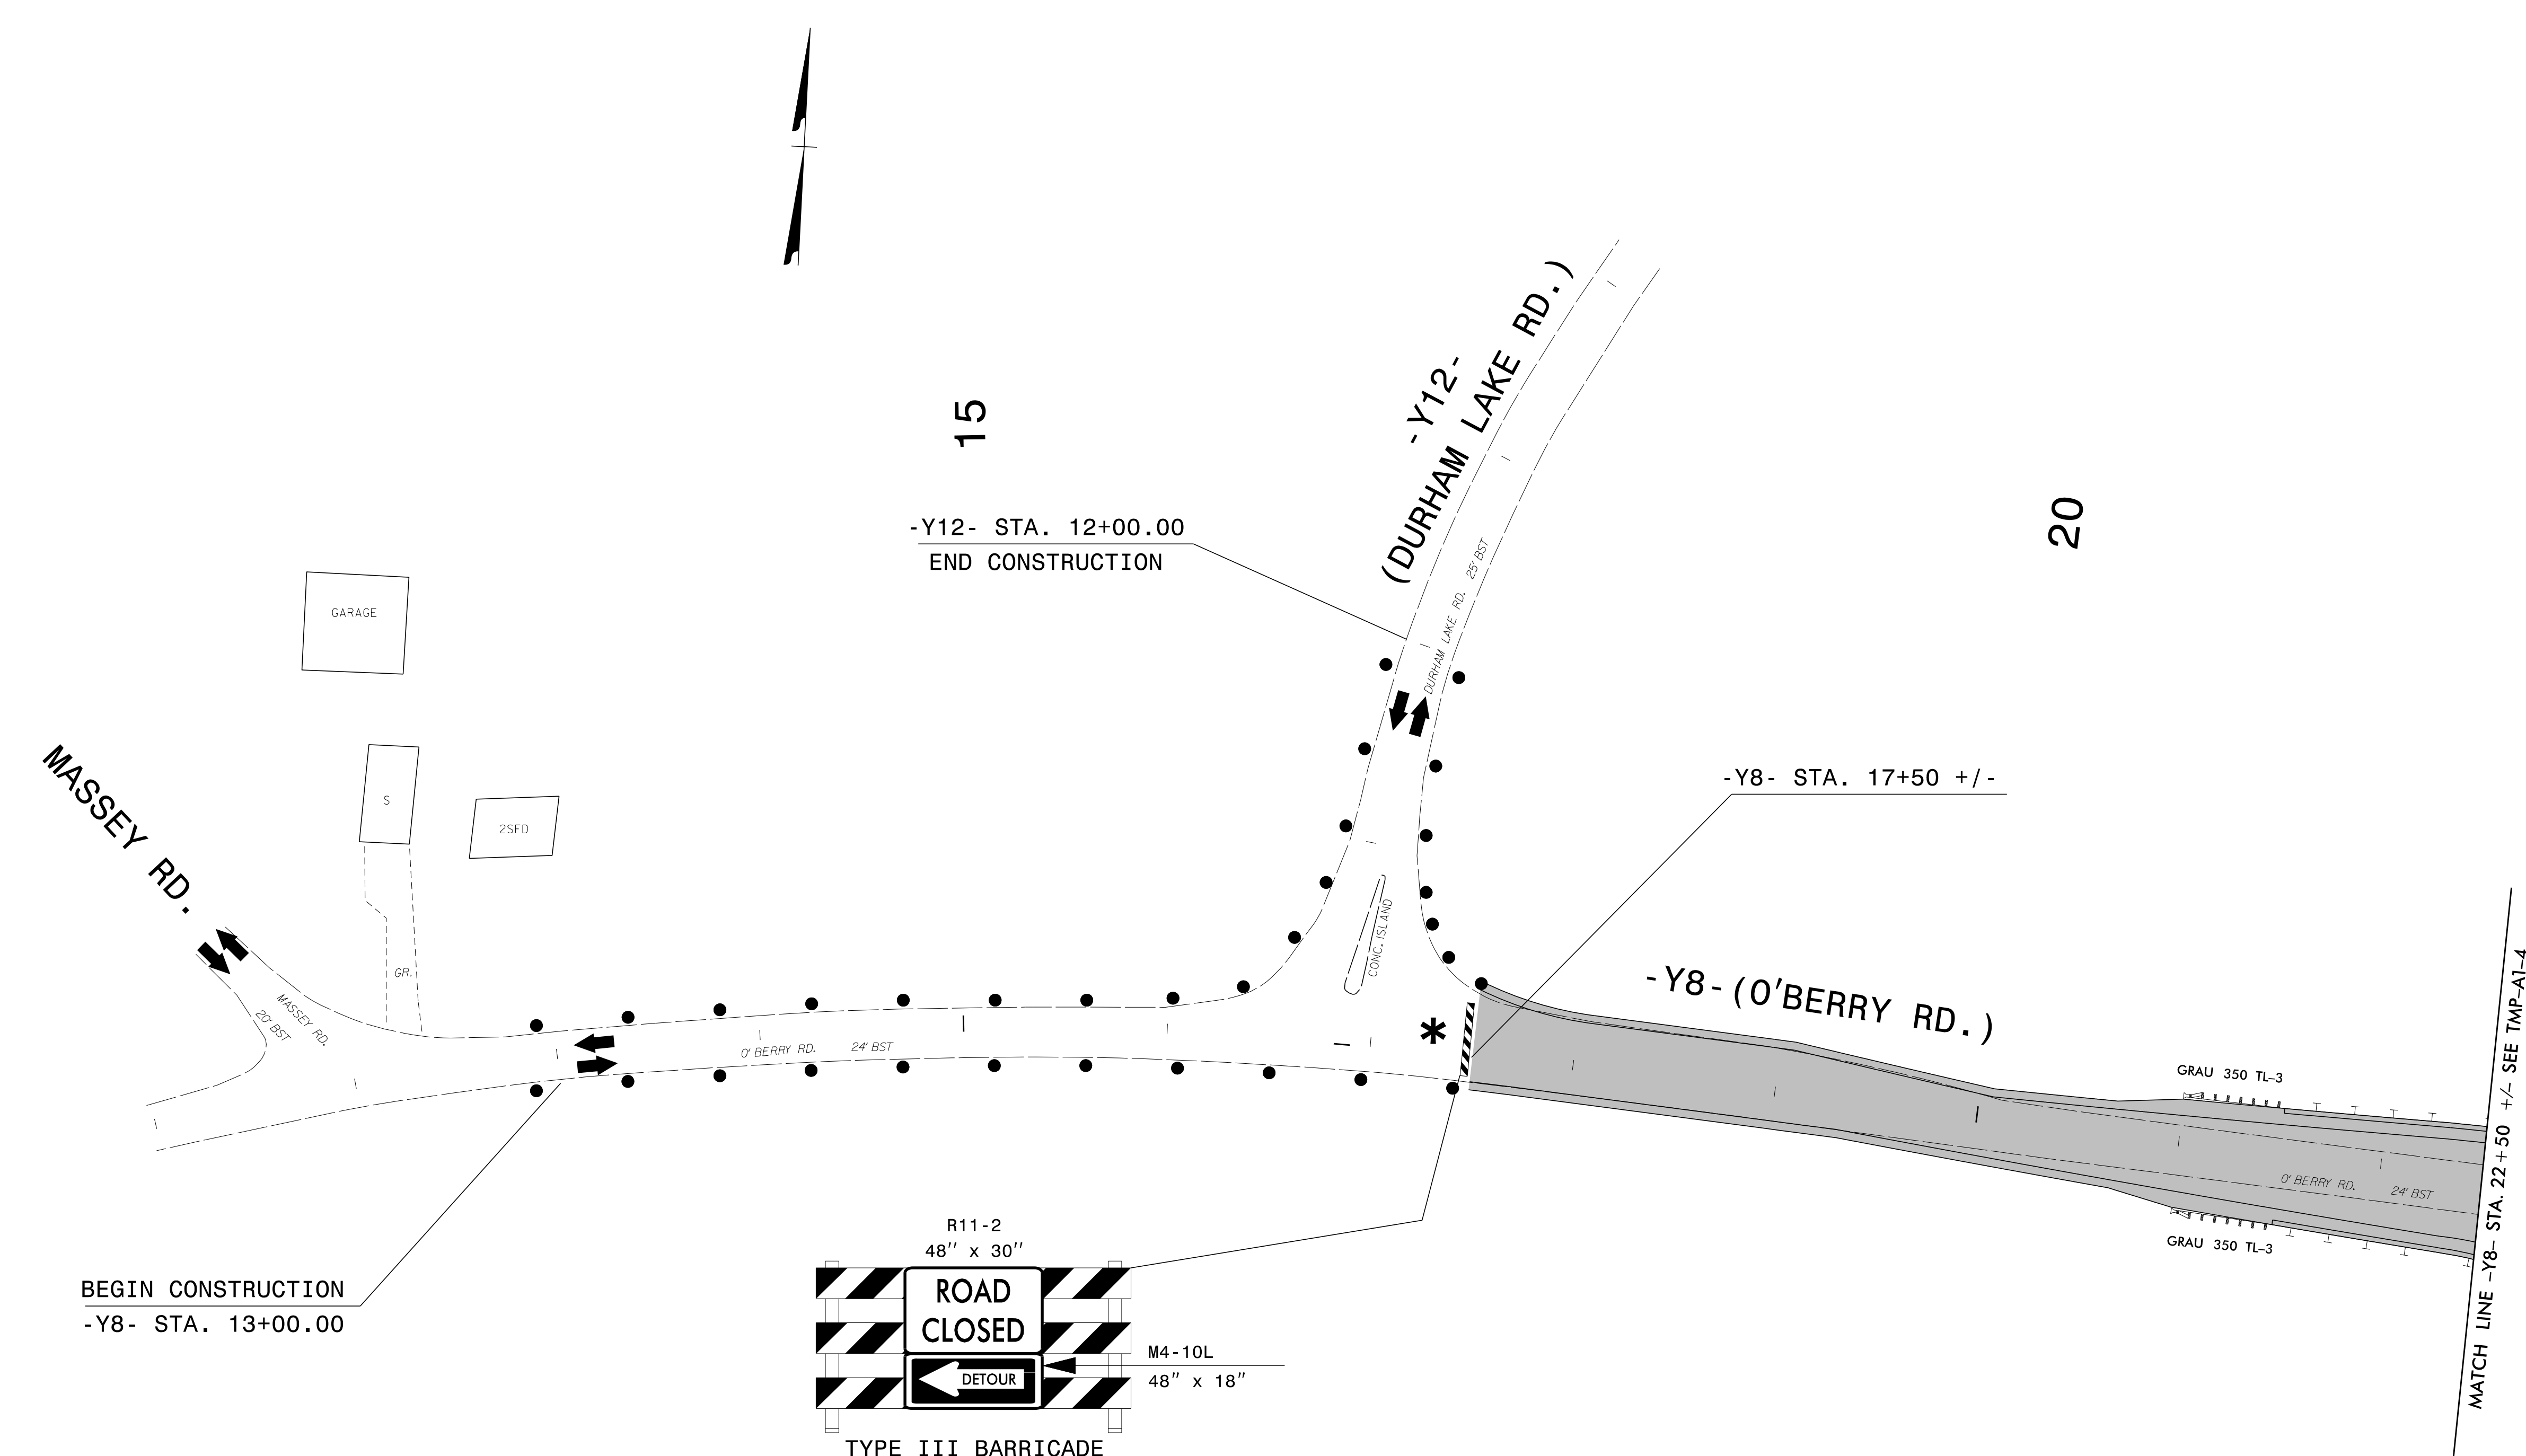 -Y12-
(DURHAM LAKE RD.)
15
20
-Y12- STA. 12+00.00
END CONSTRUCTION
DURHAM LAKE RD. 25' BST
GARAGE
S
2SFD
MASSEY RD.
-Y8- STA. 17+50 +/-
CONC. ISLAND
GR.
MASSEY RD.
20' BST
-Y8-(O'BERRY RD.)
*
O'BERRY RD. 24' BST
GRAU 350 TL-3
O'BERRY RD. 24' BST
GRAU 350 TL-3
MATCH LINE -Y8- STA. 22+50 +/- SEE TMP-A1-4
BEGIN CONSTRUCTION
-Y8- STA. 13+00.00
R11-2
48" x 30"
ROAD
CLOSED
DETOUR
M4-10L
48" x 18"
TYPE III BARRICADE